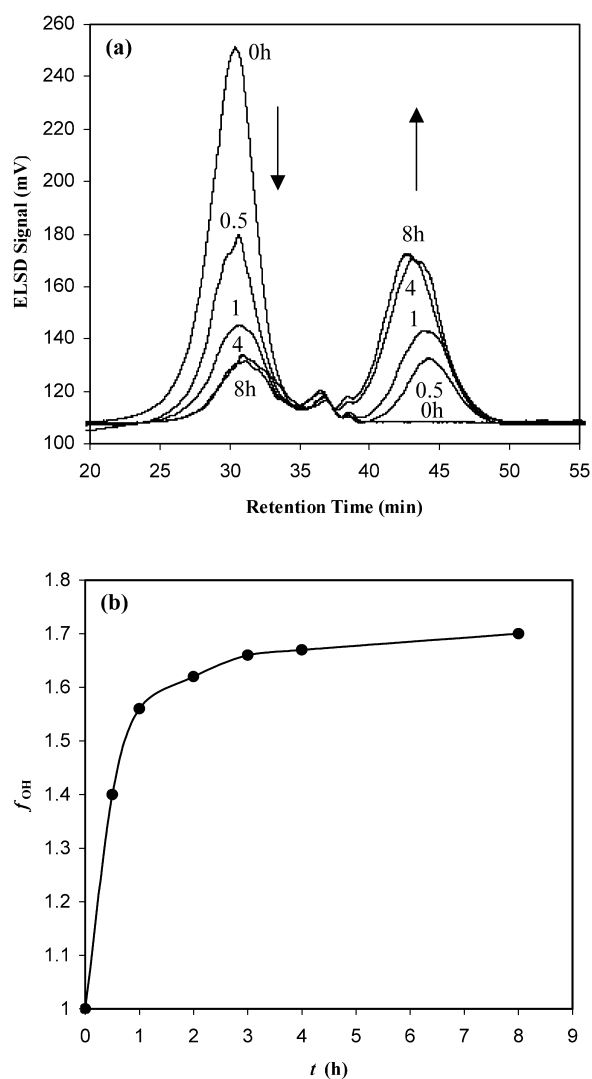 260
(a)
0h
240
220
0.5
200
8h
180
4
160
1
1
140
4
0.5
120
8h
0h
100
20 25 30 35 40 45 50 55
ELSD Signal (mV)
Retention Time (min)
1.8
(b)
1.7
1.6
1.5
1.4
1.3
1.2
1.1
1
0 1 2 3 4 5 6 7 8 9
fOH
t (h)